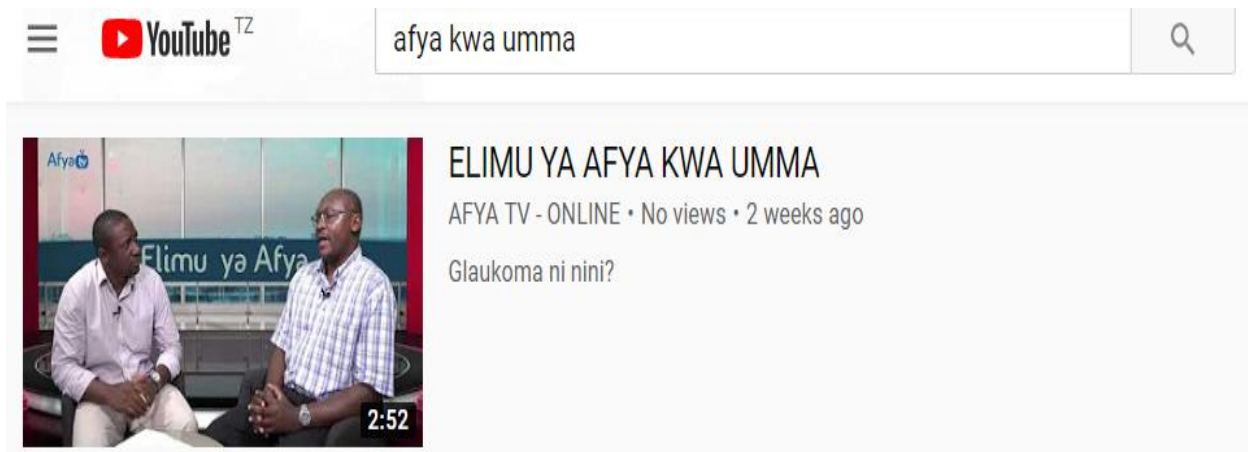 YouTube TZ
afya kwa umma
Afya tv
Elimu ya Afya
2:52
ELIMU YA AFYA KWA UMMA
AFYA TV - ONLINE • No views • 2 weeks ago
Glaukoma ni nini?